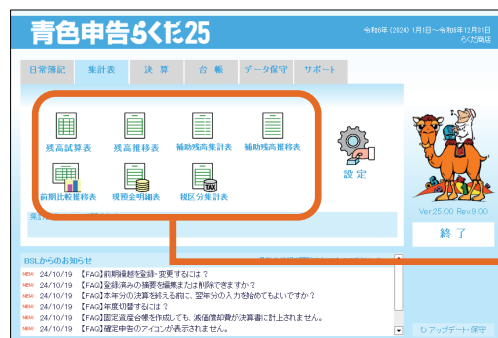 青色申告らくだ25
令和6年 (2024) 1月1日～令和6年12月31日
らくだ商店
日常簿記 集計表 決 算 台 帳 データ保守 サポート
残高試算表 残高推移表 補助残高集計表 補助残高推移表
設 定
前期比較推移表 現預金明細表 税区分集計表
TAX
Ver.25.00 Rev.9.00
終 了
BSLからのお知らせ
NEW 24/10/19 【FAQ】前期繰越を登録・変更するには？
NEW 24/10/19 【FAQ】登録済みの摘要を編集または削除できますか？
NEW 24/10/19 【FAQ】本年分の決算を終える前に、翌年分の入力を始めてもよいですか？
NEW 24/10/19 【FAQ】年度切替するには？
NEW 24/10/19 【FAQ】固定資産台帳を作成しても、減価償却費が決算書に計上されません。
NEW 24/10/19 【FAQ】確定申告のアイコンが表示されません。
アップデート・保守